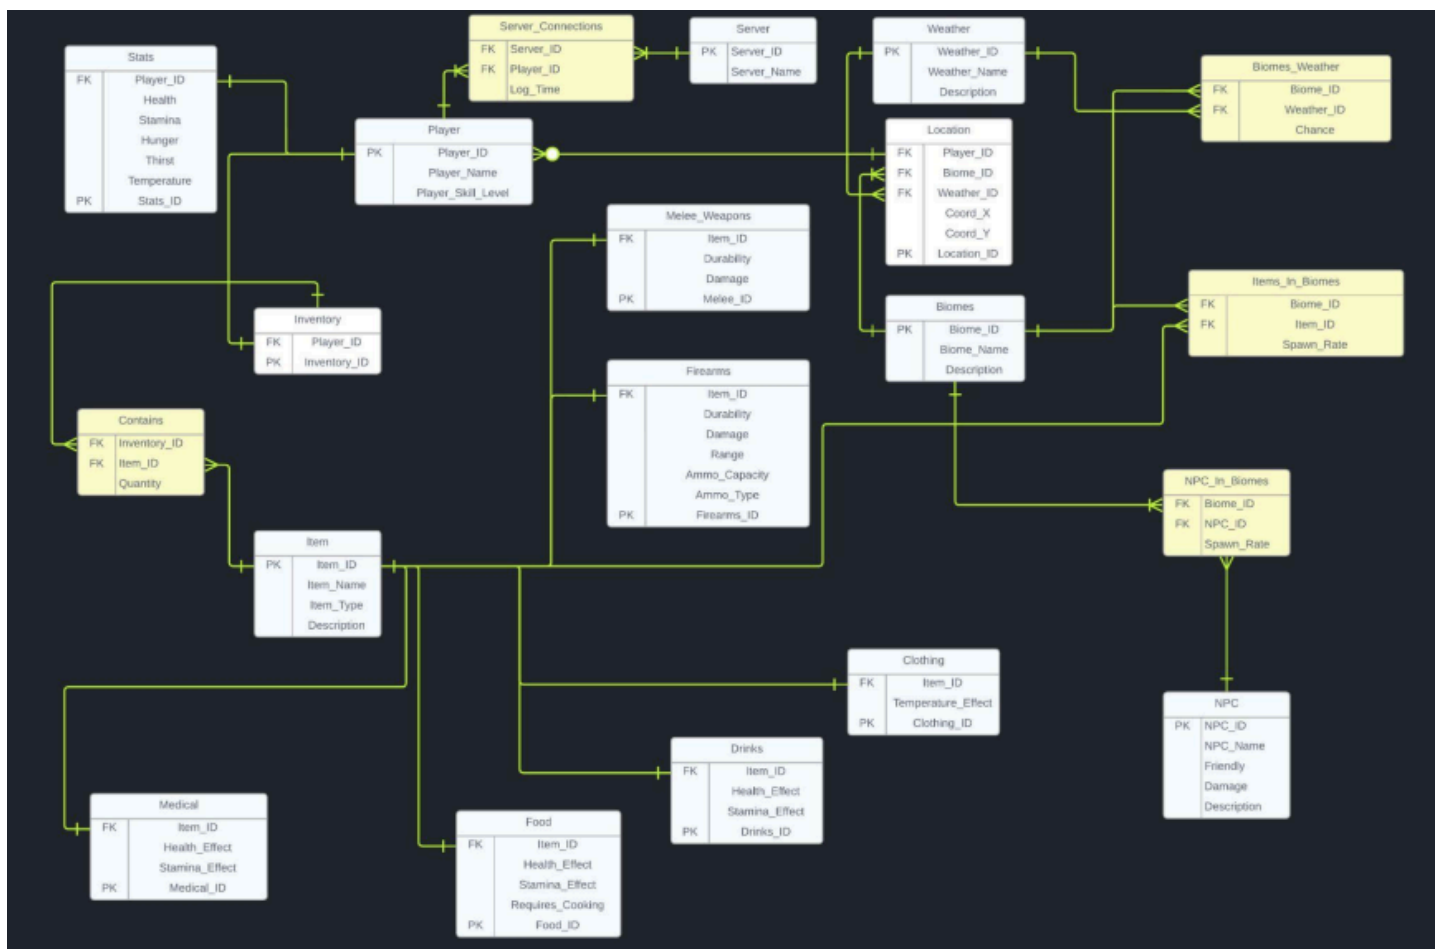 Stats
FK Player_ID
Health
Stamina
Hunger
Thirst
Temperature
PK Stats_ID
Server_Connections
FK Server_ID
FK Player_ID
Log_Time
Server
PK Server_ID
Server_Name
Weather
PK Weather_ID
Weather_Name
Description
Biomes_Weather
FK Biome_ID
FK Weather_ID
Chance
Player
PK Player_ID
Player_Name
Player_Skill_Level
Location
FK Player_ID
FK Biome_ID
FK Weather_ID
Coord_X
Coord_Y
PK Location_ID
Melee_Weapons
FK Item_ID
Durability
Damage
PK Melee_ID
Items_In_Biomes
FK Biome_ID
FK Item_ID
Spawn_Rate
Inventory
FK Player_ID
PK Inventory_ID
Biomes
PK Biome_ID
Biome_Name
Description
Firearms
FK Item_ID
Durability
Damage
Range
Ammo_Capacity
Ammo_Type
PK Firearms_ID
Contains
FK Inventory_ID
FK Item_ID
Quantity
NPC_In_Biomes
FK Biome_ID
FK NPC_ID
Spawn_Rate
Item
PK Item_ID
Item_Name
Item_Type
Description
Clothing
FK Item_ID
Temperature_Effect
PK Clothing_ID
NPC
PK NPC_ID
NPC_Name
Friendly
Damage
Description
Drinks
FK Item_ID
Health_Effect
Stamina_Effect
PK Drinks_ID
Medical
FK Item_ID
Health_Effect
Stamina_Effect
PK Medical_ID
Food
FK Item_ID
Health_Effect
Stamina_Effect
Requires_Cooking
PK Food_ID